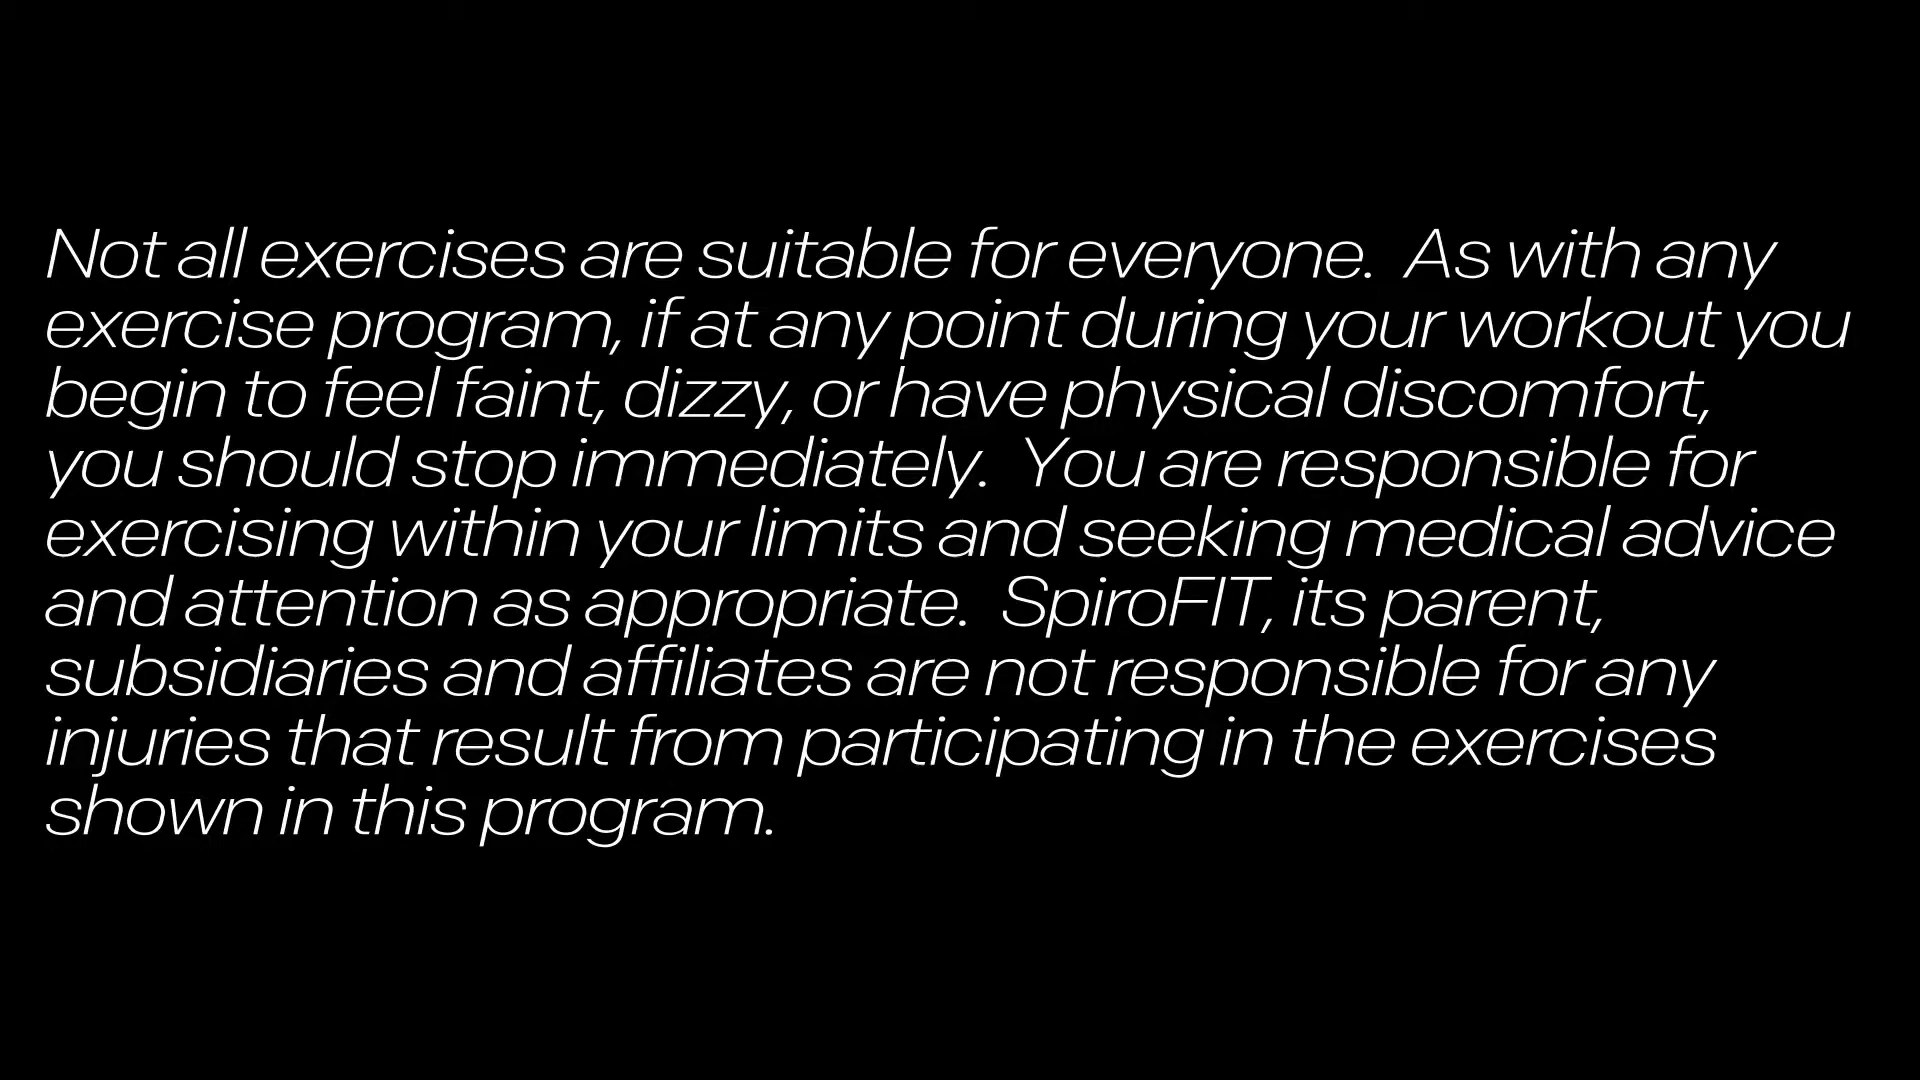 Not all exercises are suitable for everyone.  As with any
exercise program, if at any point during your workout you
begin to feel faint, dizzy, or have physical discomfort,
you should stop immediately.  You are responsible for
exercising within your limits and seeking medical advice
and attention as appropriate.  SpiroFIT, its parent,
subsidiaries and affiliates are not responsible for any
injuries that result from participating in the exercises
shown in this program.